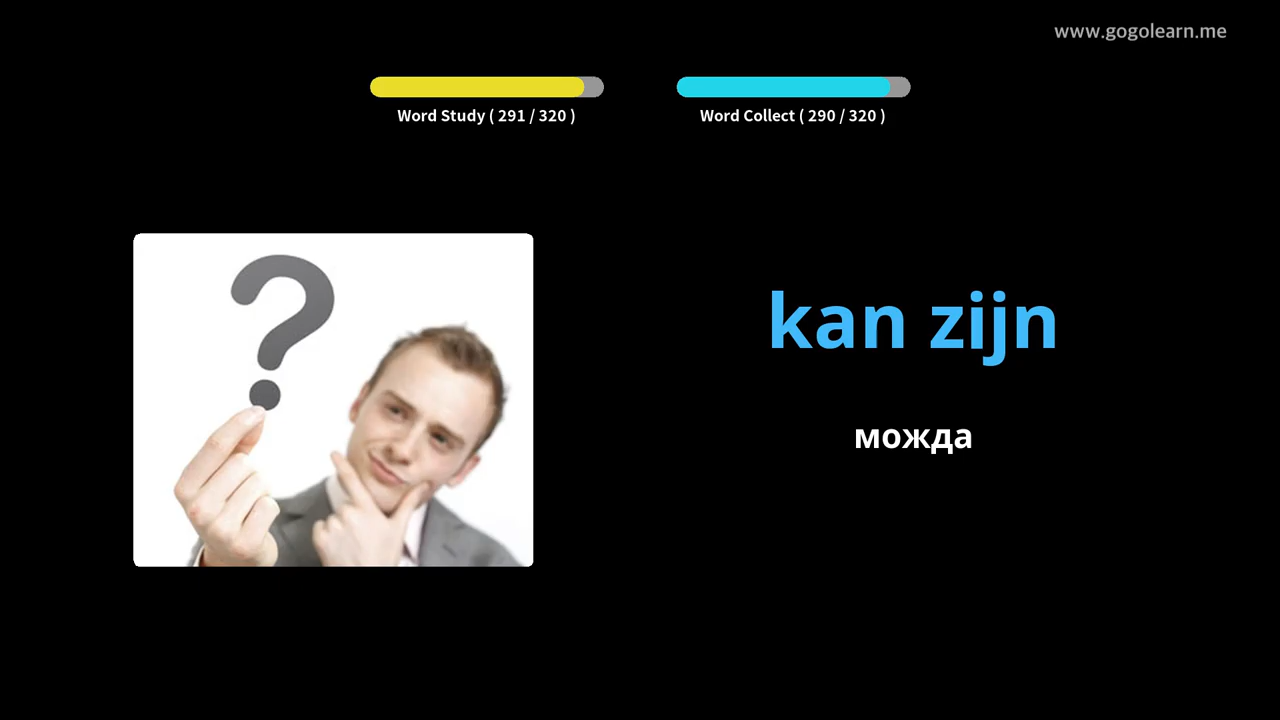 www.gogolearn.me
Word Study ( 291 / 320 )
Word Collect ( 290 / 320 )
kan zijn
можда